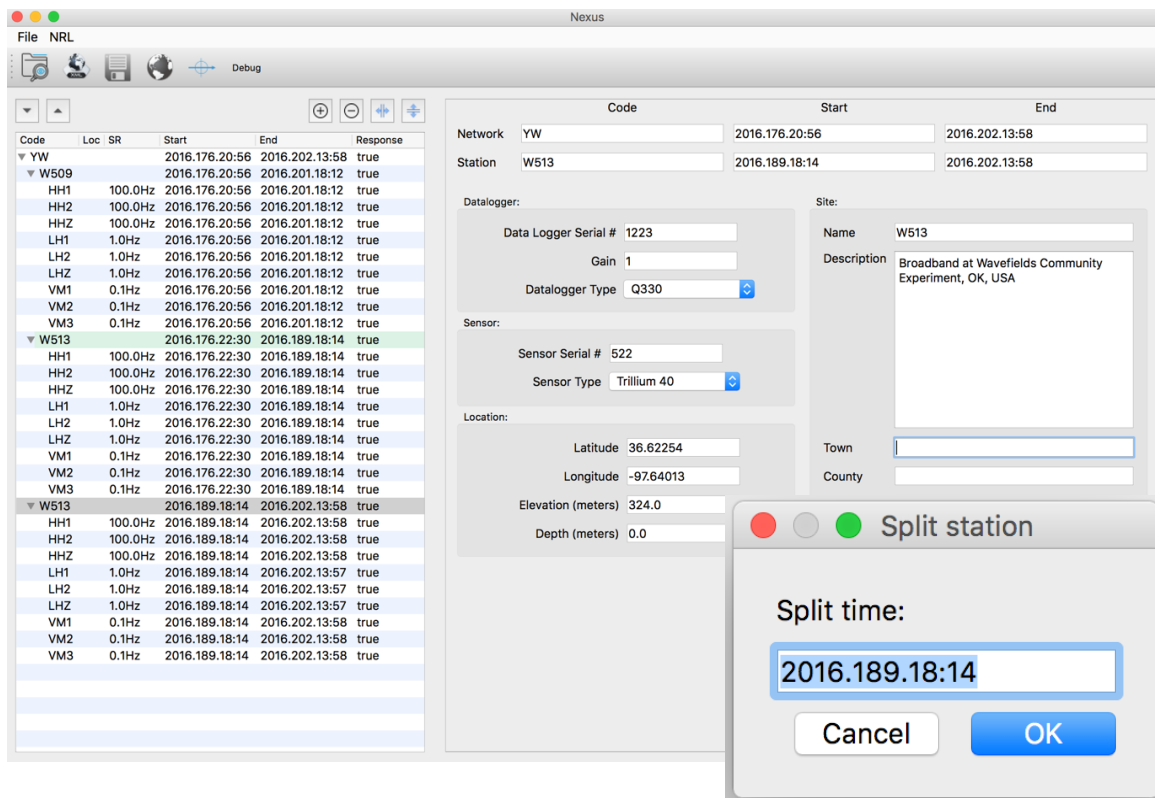 Nexus
File NRL
Debug
Code Loc SR Start End Response
YW 2016.176.20:56 2016.202.13:58 true
W509 2016.176.20:56 2016.201.18:12 true
HH1 100.0Hz 2016.176.20:56 2016.201.18:12 true
HH2 100.0Hz 2016.176.20:56 2016.201.18:12 true
HHZ 100.0Hz 2016.176.20:56 2016.201.18:12 true
LH1 1.0Hz 2016.176.20:56 2016.201.18:12 true
LH2 1.0Hz 2016.176.20:56 2016.201.18:12 true
LHZ 1.0Hz 2016.176.20:56 2016.201.18:12 true
VM1 0.1Hz 2016.176.20:56 2016.201.18:12 true
VM2 0.1Hz 2016.176.20:56 2016.201.18:12 true
VM3 0.1Hz 2016.176.20:56 2016.201.18:12 true
W513 2016.176.22:30 2016.189.18:14 true
HH1 100.0Hz 2016.176.22:30 2016.189.18:14 true
HH2 100.0Hz 2016.176.22:30 2016.189.18:14 true
HHZ 100.0Hz 2016.176.22:30 2016.189.18:14 true
LH1 1.0Hz 2016.176.22:30 2016.189.18:14 true
LH2 1.0Hz 2016.176.22:30 2016.189.18:14 true
LHZ 1.0Hz 2016.176.22:30 2016.189.18:14 true
VM1 0.1Hz 2016.176.22:30 2016.189.18:14 true
VM2 0.1Hz 2016.176.22:30 2016.189.18:14 true
VM3 0.1Hz 2016.176.22:30 2016.189.18:14 true
W513 2016.189.18:14 2016.202.13:58 true
HH1 100.0Hz 2016.189.18:14 2016.202.13:58 true
HH2 100.0Hz 2016.189.18:14 2016.202.13:58 true
HHZ 100.0Hz 2016.189.18:14 2016.202.13:58 true
LH1 1.0Hz 2016.189.18:14 2016.202.13:57 true
LH2 1.0Hz 2016.189.18:14 2016.202.13:57 true
LHZ 1.0Hz 2016.189.18:14 2016.202.13:57 true
VM1 0.1Hz 2016.189.18:14 2016.202.13:58 true
VM2 0.1Hz 2016.189.18:14 2016.202.13:58 true
VM3 0.1Hz 2016.189.18:14 2016.202.13:58 true
Code Start End
Network YW 2016.176.20:56 2016.202.13:58
Station W513 2016.189.18:14 2016.202.13:58
Datalogger:
Data Logger Serial # 1223
Gain 1
Datalogger Type Q330
Sensor:
Sensor Serial # 522
Sensor Type Trillium 40
Location:
Latitude 36.62254
Longitude -97.64013
Elevation (meters) 324.0
Depth (meters) 0.0
Site:
Name W513
Description Broadband at Wavefields Community
Experiment, OK, USA
Town
County
Split station
Split time:
2016.189.18:14
Cancel OK